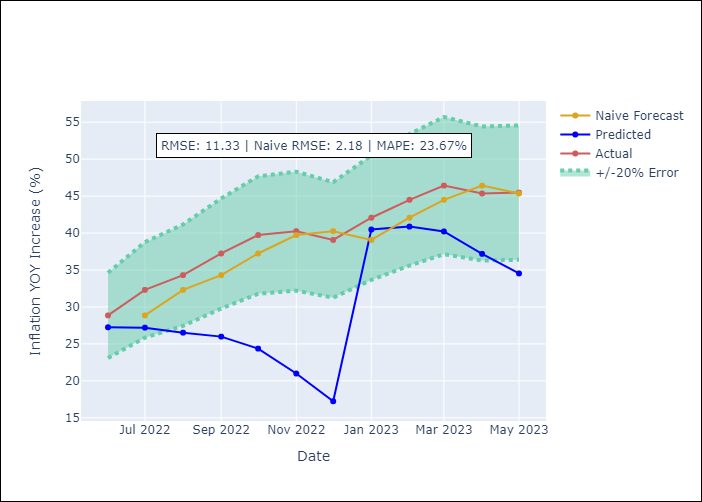 RMSE: 11.33 | Naive RMSE: 2.18 | MAPE: 23.67%
Naive Forecast
Predicted
Actual
+/-20% Error
Inflation YOY Increase (%)
55
50
45
40
35
30
25
20
15
Jul 2022
Sep 2022
Nov 2022
Jan 2023
Mar 2023
May 2023
Date